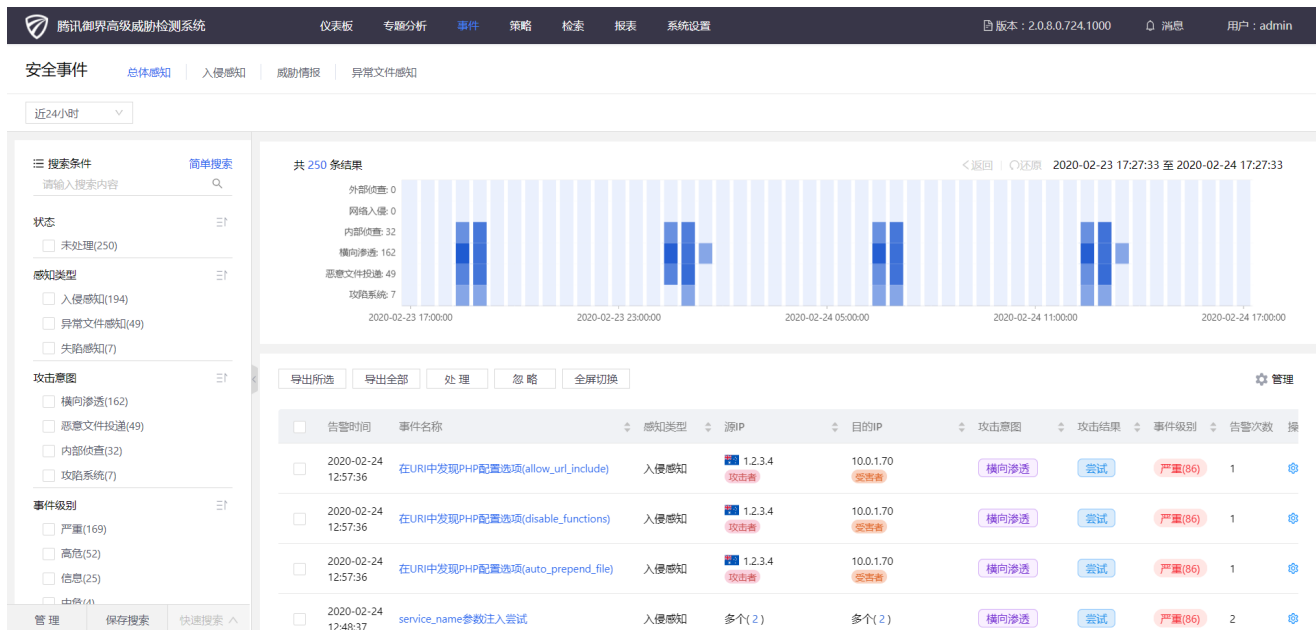 腾讯御界高级威胁检测系统 仪表板 专题分析 事件 策略 检索 报表 系统设置 版本：2.0.8.0.724.1000 消息 用户：admin
安全事件 总体感知 入侵感知 威胁情报 异常文件感知
近24小时
搜索条件 简单搜索
请输入搜索内容
状态
未处理(250)
感知类型
入侵感知(194)
异常文件感知(49)
失陷感知(7)
攻击意图
横向渗透(162)
恶意文件投递(49)
内部侦查(32)
攻陷系统(7)
事件级别
严重(169)
高危(52)
信息(25)
中危(4)
管 理 保存搜索 快速搜索
共 250 条结果 返回 还原 2020-02-23 17:27:33 至 2020-02-24 17:27:33
外部侦查: 0
网络入侵: 0
内部侦查: 32
横向渗透: 162
恶意文件投递: 49
攻陷系统: 7
2020-02-23 17:00:00 2020-02-23 23:00:00 2020-02-24 05:00:00 2020-02-24 11:00:00 2020-02-24 17:00:00
导出所选 导出全部 处 理 忽 略 全屏切换 管理
告警时间 事件名称 感知类型 源IP 目的IP 攻击意图 攻击结果 事件级别 告警次数 操
2020-02-24 12:57:36 在URI中发现PHP配置选项(allow_url_include) 入侵感知 1.2.3.4 攻击者 10.0.1.70 受害者 横向渗透 尝试 严重(86) 1
2020-02-24 12:57:36 在URI中发现PHP配置选项(disable_functions) 入侵感知 1.2.3.4 攻击者 10.0.1.70 受害者 横向渗透 尝试 严重(86) 1
2020-02-24 12:57:36 在URI中发现PHP配置选项(auto_prepend_file) 入侵感知 1.2.3.4 攻击者 10.0.1.70 受害者 横向渗透 尝试 严重(86) 1
2020-02-24 12:48:37 service_name参数注入尝试 入侵感知 多个( 2 ) 多个( 2 ) 横向渗透 尝试 严重(86) 2